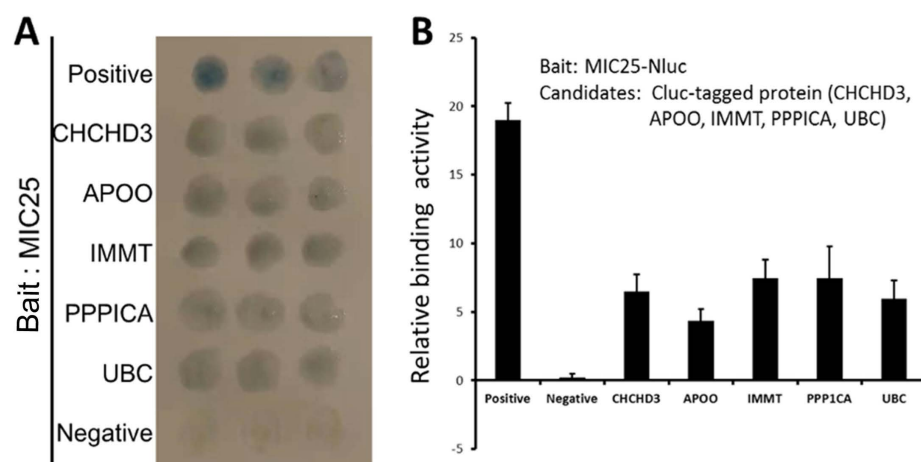 A
Bait : MIC25
Positive
CHCHD3
APOO
IMMT
PPPICA
UBC
Negative
B
Relative binding activity
25
20
15
10
5
0
-5
Bait: MIC25-Nluc
Candidates: Cluc-tagged protein (CHCHD3,
APOO, IMMT, PPPICA, UBC)
Positive Negative CHCHD3 APOO IMMT PPP1CA UBC